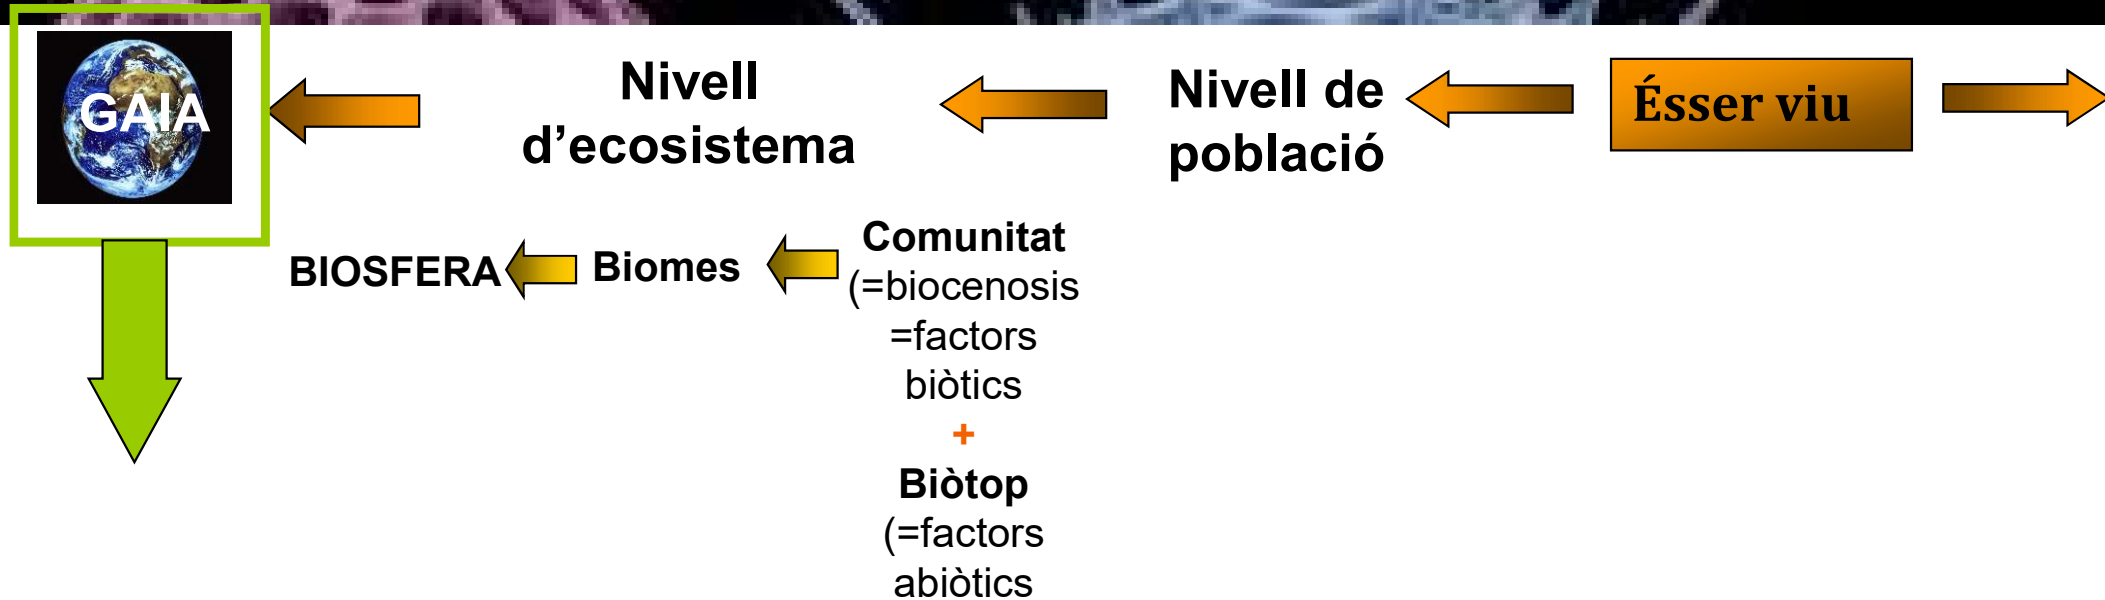 GAIA
Nivell
d’ecosistema
Nivell de
població
Ésser viu
BIOSFERA
Biomes
Comunitat
(=biocenosis
=factors
biòtics
+
Biòtop
(=factors
abiòtics